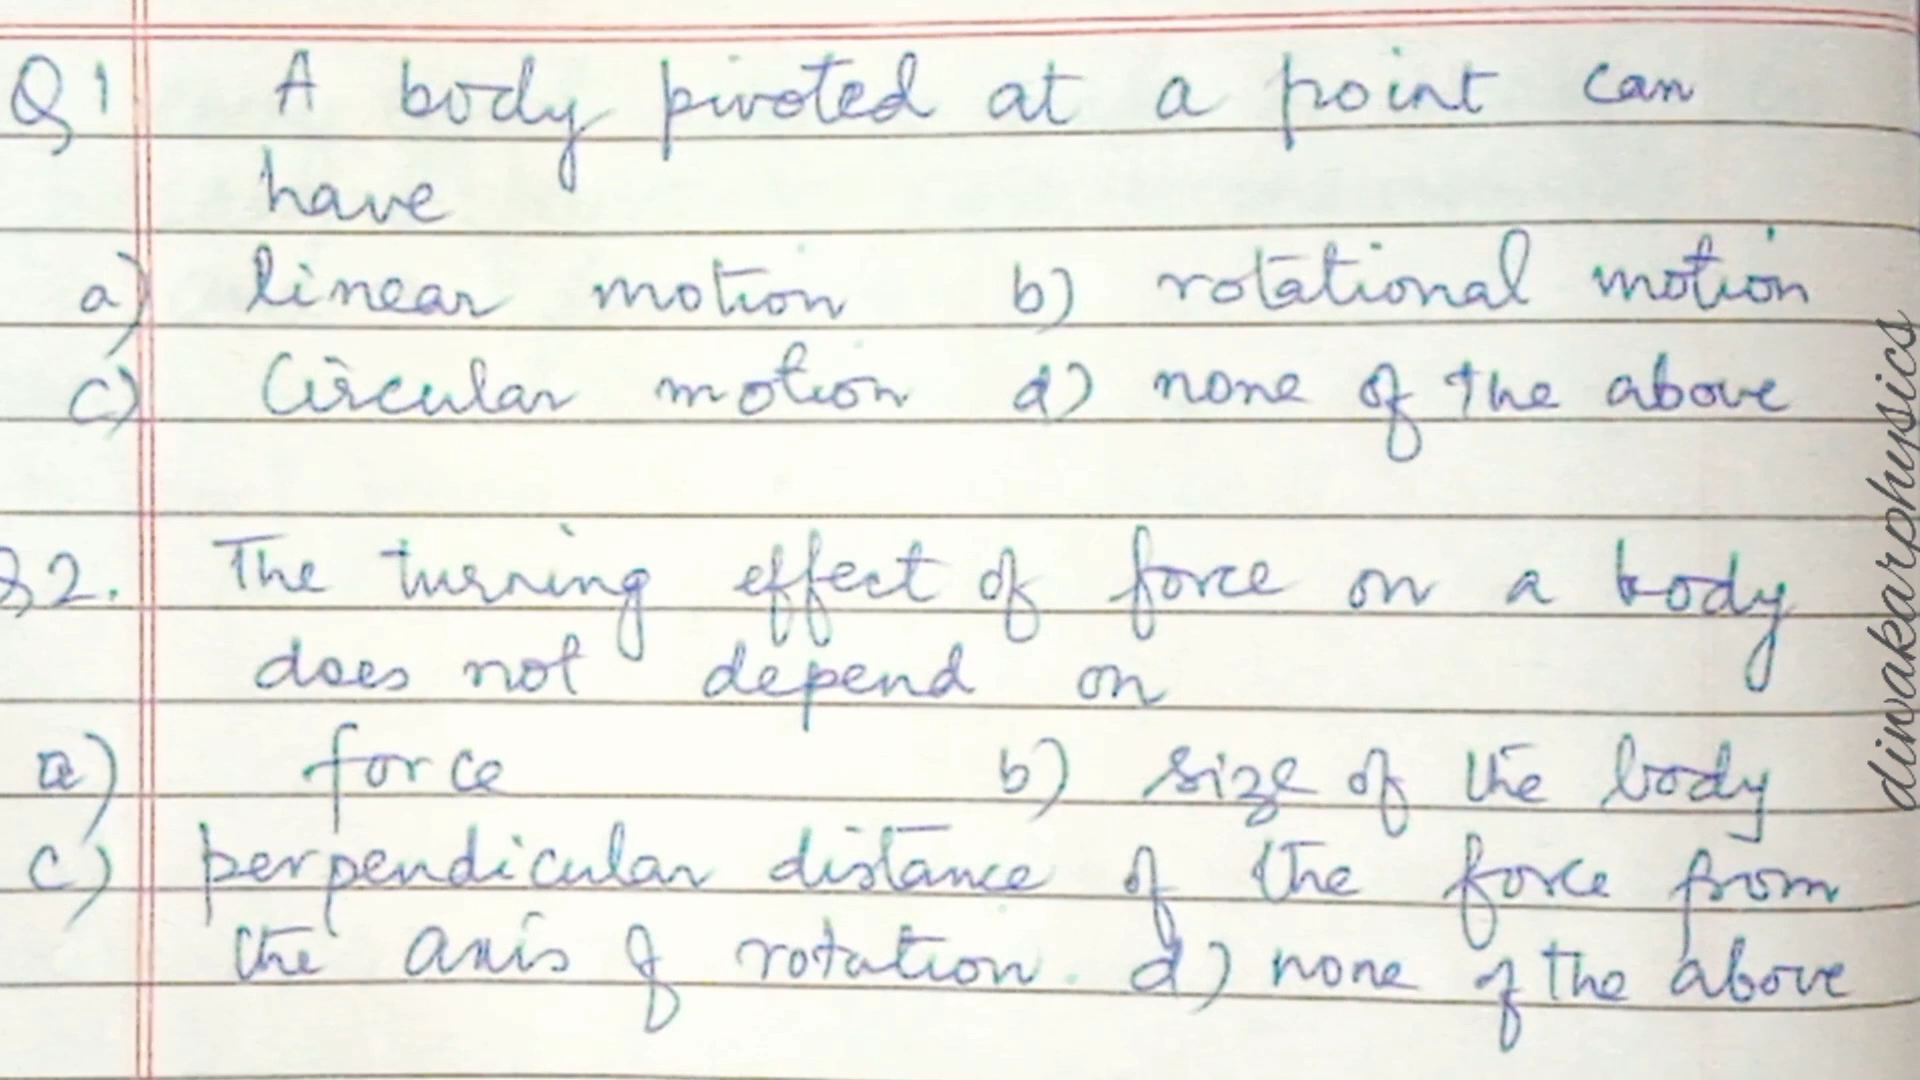 Q1 A body pivoted at a point can
have
a) linear motion b) rotational motion
c) Circular motion d) none of the above
Q2. The turning effect of force on a body
does not depend on
a) force b) size of the body
c) perpendicular distance of the force from
the axis of rotation. d) none of the above
diwakarphysics